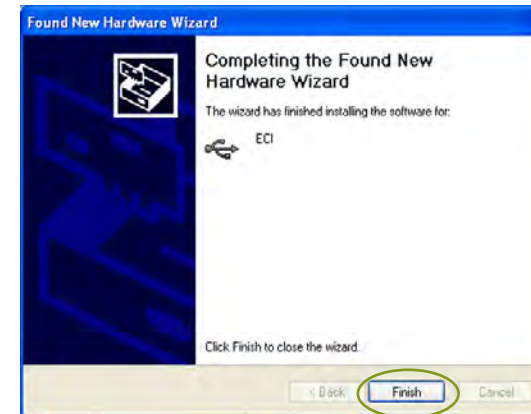 Found New Hardware Wizard
Completing the Found New
Hardware Wizard
The wizard has finished installing the software for:
ECI
Click Finish to close the wizard.
< Back
Finish
Cancel